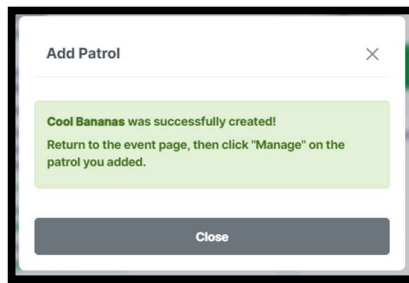 Add Patrol
Cool Bananas was successfully created!
Return to the event page, then click "Manage" on the
patrol you added.
Close